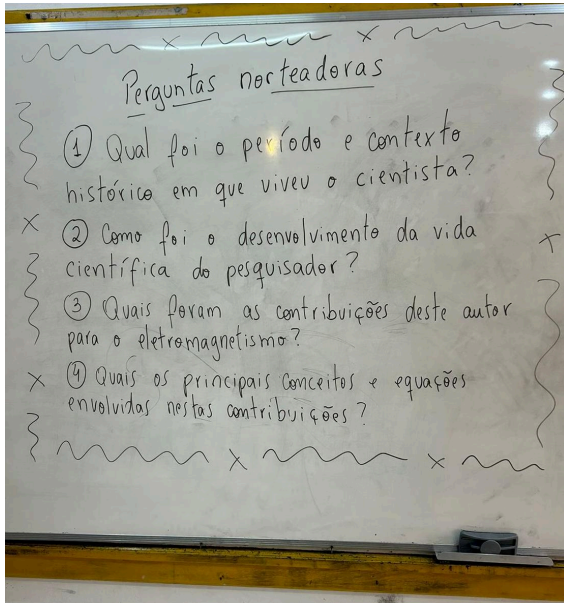 Perguntas norteadoras
① Qual foi o período e contexto
histórico em que viveu o cientista?
② Como foi o desenvolvimento da vida
científica do pesquisador?
③ Quais foram as contribuições deste autor
para o eletromagnetismo?
④ Quais os principais conceitos e equações
envolvidas nestas contribuições?